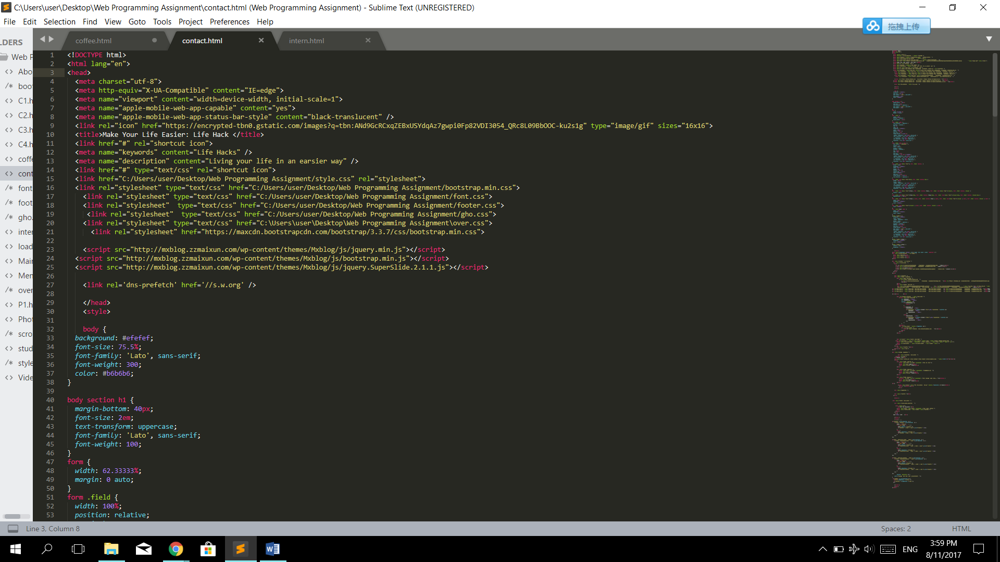 C:\Users\user\Desktop\Web Programming Assignment\contact.html (Web Programming Assignment) - Sublime Text (UNREGISTERED)
File Edit Selection Find View Goto Tools Project Preferences Help
拖拽上传
coffee.html contact.html intern.html
LDERS
Web P
Abo
boot
C1.h
C2.h
C3.h
C4.h
coffe
cont
font
foot
gho.
inter
load
Mair
Men
over
P1.h
Phot
scro
stud
style
Vide
1 <!DOCTYPE html>
2 <html lang="en">
3 <head>
4 <meta charset="utf-8">
5 <meta http-equiv="X-UA-Compatible" content="IE=edge">
6 <meta name="viewport" content="width=device-width, initial-scale=1">
7 <meta name="apple-mobile-web-app-capable" content="yes">
8 <meta name="apple-mobile-web-app-status-bar-style" content="black-translucent" />
9 <link rel="icon" href="https://encrypted-tbn0.gstatic.com/images?q=tbn:ANd9GcRCxqZEBxUSYdqAz7gwpi0Fp82VDI3054_QRc8L09BbOOC-ku2s1g" type="image/gif" sizes="16x16">
10 <title>Make Your Life Easier: Life Hack </title>
11 <link href="#" rel="shortcut icon">
12 <meta name="keywords" content="Life Hacks" />
13 <meta name="description" content="Living your life in an earsier way" />
14 <link href="#" type="text/css" rel="shortcut icon">
15 <link href="C:/Users/user/Desktop/Web Programming Assignment/style.css" rel="stylesheet">
16 <link rel="stylesheet" type="text/css" href="C:/Users/user/Desktop/Web Programming Assignment/bootstrap.min.css">
17 <link rel="stylesheet" type="text/css" href="C:/Users/user/Desktop/Web Programming Assignment/font.css">
18 <link rel="stylesheet"  type="text/css" href="C:/Users/user/Desktop/Web Programming Assignment/footer.css">
19 <link rel="stylesheet"  type="text/css" href="C:/Users/user/Desktop/Web Programming Assignment/gho.css">
20 <link rel="stylesheet" type="text/css" href="C:\Users\user\Desktop\Web Programming Assignment\over.css">
21 <link rel="stylesheet" href="https://maxcdn.bootstrapcdn.com/bootstrap/3.3.7/css/bootstrap.min.css">
22
23 <script src="http://mxblog.zzmaixun.com/wp-content/themes/Mxblog/js/jquery.min.js"></script>
24 <script src="http://mxblog.zzmaixun.com/wp-content/themes/Mxblog/js/bootstrap.min.js"></script>
25 <script src="http://mxblog.zzmaixun.com/wp-content/themes/Mxblog/js/jquery.SuperSlide.2.1.1.js"></script>
26
27 <link rel='dns-prefetch' href='//s.w.org' />
28
29 </head>
30 <style>
31
32 body {
33 background: #efefef;
34 font-size: 75.5%;
35 font-family: 'Lato', sans-serif;
36 font-weight: 300;
37 color: #b6b6b6;
38 }
39
40 body section h1 {
41 margin-bottom: 40px;
42 font-size: 2em;
43 text-transform: uppercase;
44 font-family: 'Lato', sans-serif;
45 font-weight: 100;
46 }
47 form {
48 width: 62.33333%;
49 margin: 0 auto;
50 }
51 form .field {
52 width: 100%;
53 position: relative;
Line 3, Column 8 Spaces: 2 HTML
ENG
3:59 PM
8/11/2017